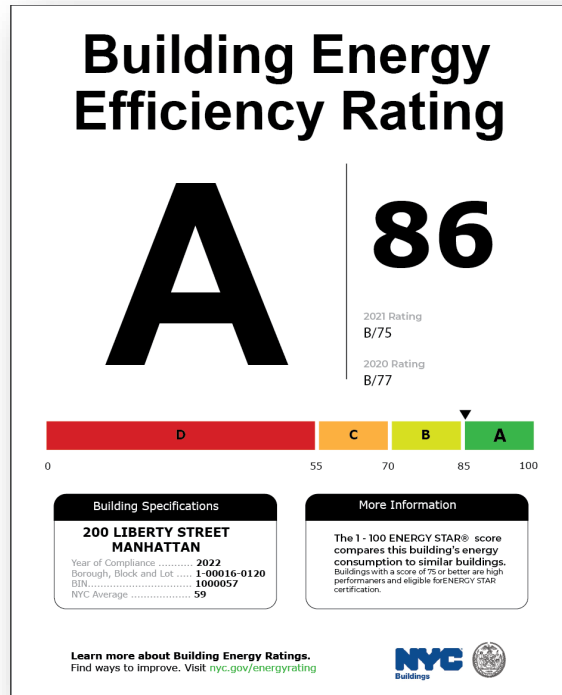 Building Energy
Efficiency Rating
A
86
2021 Rating
B/75
2020 Rating
B/77
D
C
B
A
0
55
70
85
100
Building Specifications
200 LIBERTY STREET
MANHATTAN
Year of Compliance ........... 2022
Borough, Block and Lot ..... 1-00016-0120
BIN................................. 1000057
NYC Average ................... 59
More Information
The 1 - 100 ENERGY STAR® score
compares this building's energy
consumption to similar buildings.
Buildings with a score of 75 or better are high
performaners and eligible forENERGY STAR
certification.
Learn more about Building Energy Ratings.
Find ways to improve. Visit nyc.gov/energyrating
NYC
Buildings